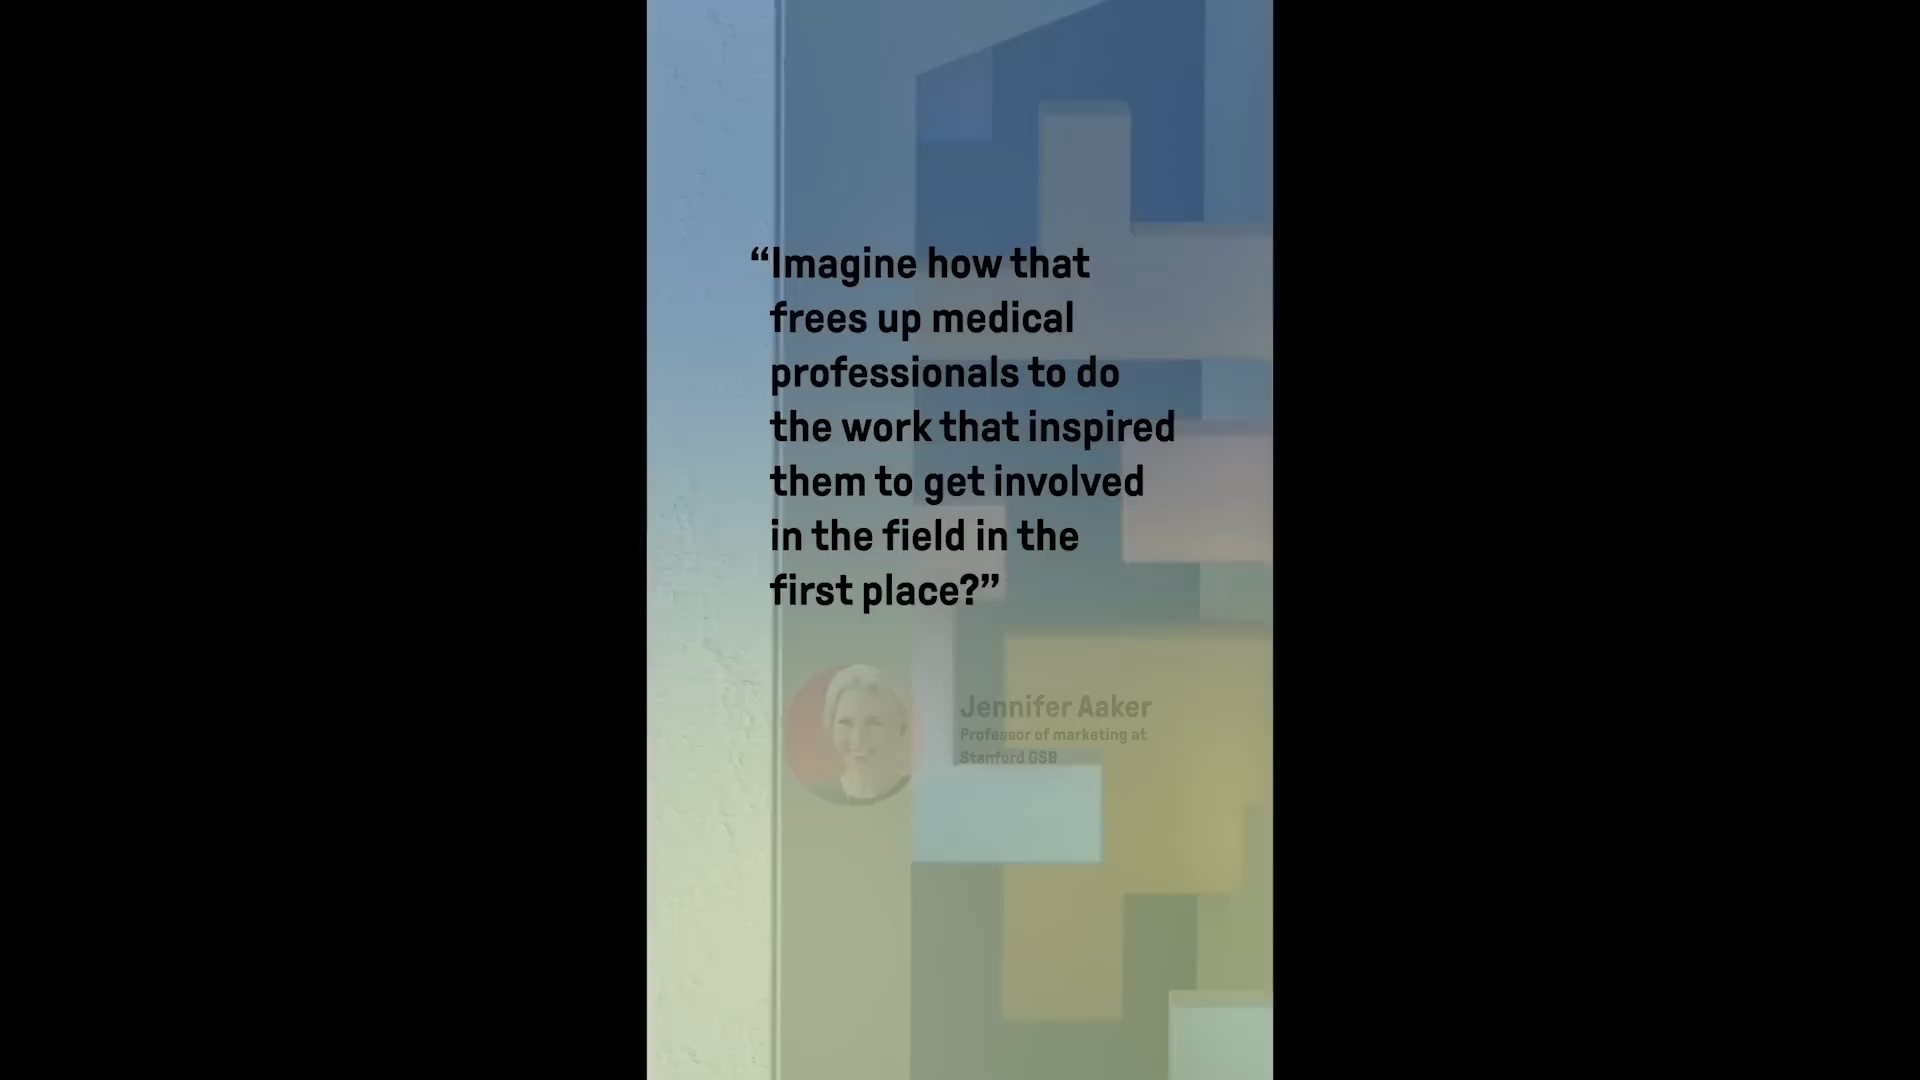 “Imagine how that
frees up medical
professionals to do
the work that inspired
them to get involved
in the field in the
first place?”
Jennifer Aaker
Professor of marketing at
Stanford GSB